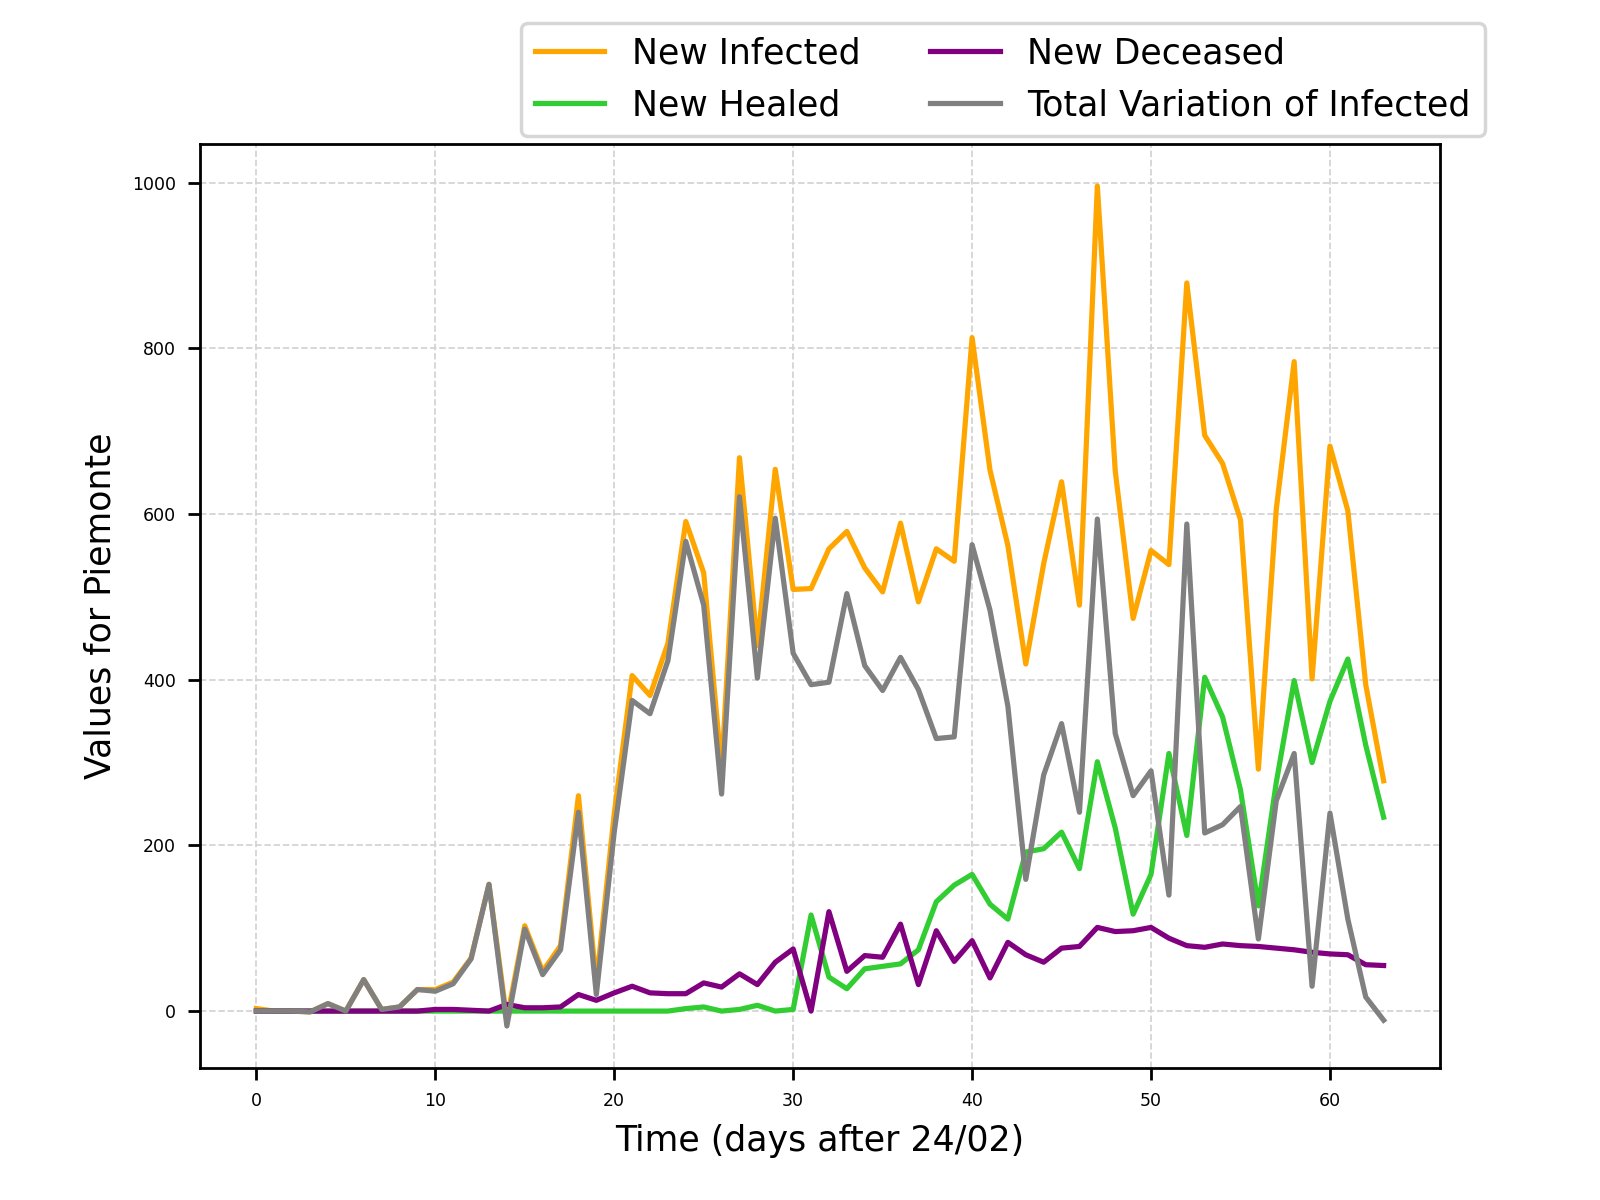 New Infected
New Healed
New Deceased
Total Variation of Infected
1000
800
600
400
200
0
Values for Piemonte
0 10 20 30 40 50 60
Time (days after 24/02)